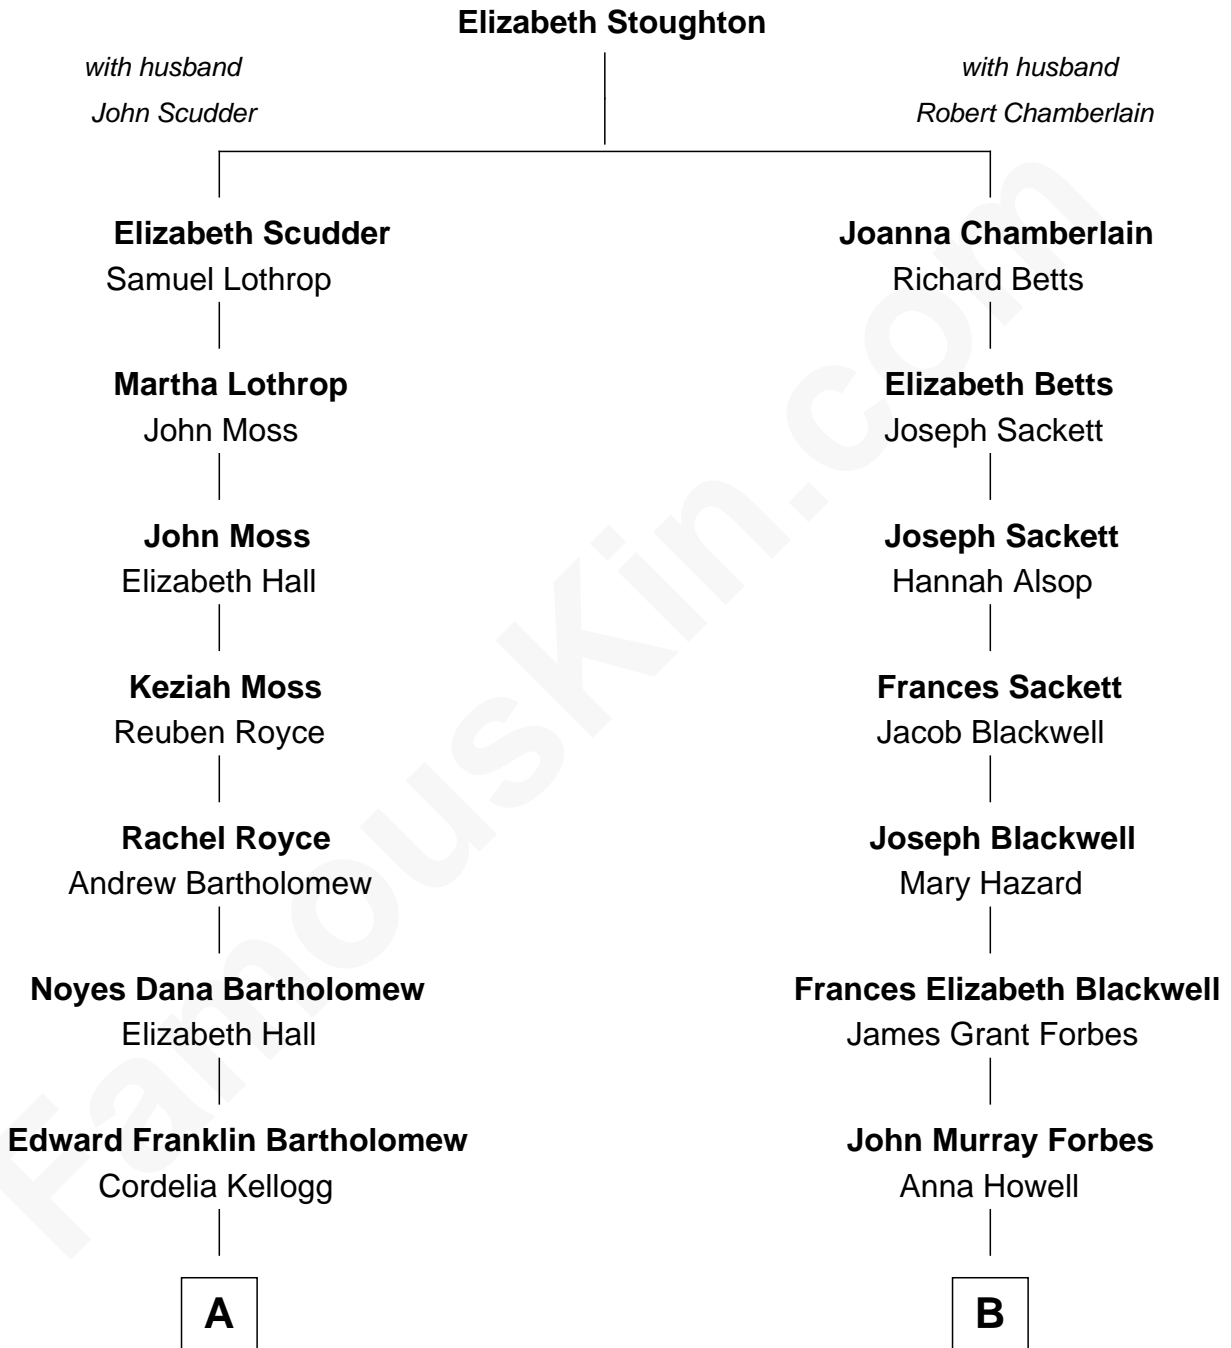 Elizabeth Stoughton
with husband
John Scudder
with husband
Robert Chamberlain
Elizabeth Scudder
Samuel Lothrop
Joanna Chamberlain
Richard Betts
Martha Lothrop
John Moss
Elizabeth Betts
Joseph Sackett
John Moss
Elizabeth Hall
Joseph Sackett
Hannah Alsop
Keziah Moss
Reuben Royce
Frances Sackett
Jacob Blackwell
Rachel Royce
Andrew Bartholomew
Joseph Blackwell
Mary Hazard
Noyes Dana Bartholomew
Elizabeth Hall
Frances Elizabeth Blackwell
James Grant Forbes
Edward Franklin Bartholomew
Cordelia Kellogg
John Murray Forbes
Anna Howell
A
B
FamousKin.com